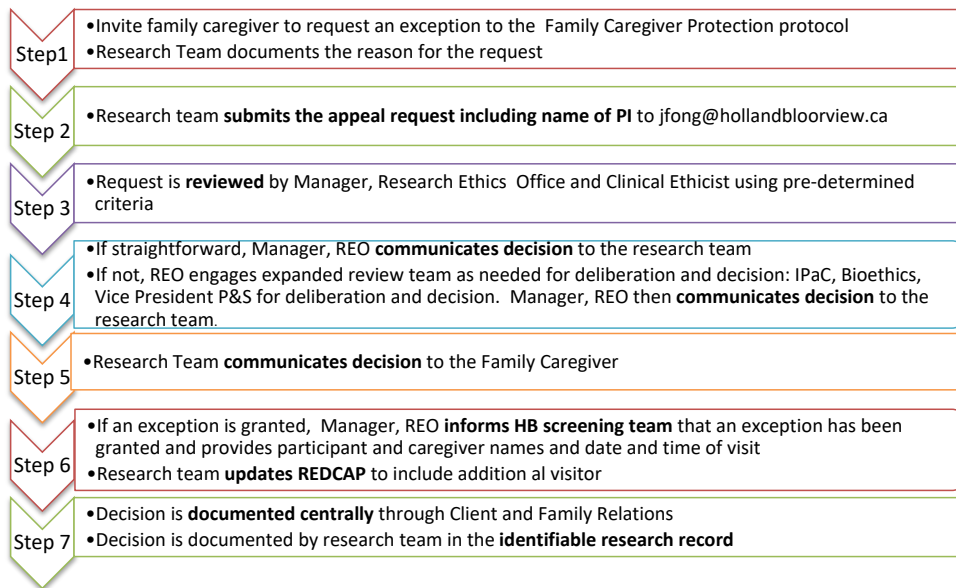 Step1
•Invite family caregiver to request an exception to the  Family Caregiver Protection protocol
•Research Team documents the reason for the request
Step 2
•Research team submits the appeal request including name of PI to jfong@hollandbloorview.ca
Step 3
•Request is reviewed by Manager, Research Ethics  Office and Clinical Ethicist using pre-determined
criteria
Step 4
•If straightforward, Manager, REO communicates decision to the research team
•If not, REO engages expanded review team as needed for deliberation and decision: IPaC, Bioethics,
Vice President P&S for deliberation and decision.  Manager, REO then communicates decision to the
research team.
Step 5
•Research Team communicates decision to the Family Caregiver
Step 6
•If an exception is granted,  Manager, REO informs HB screening team that an exception has been
granted and provides participant and caregiver names and date and time of visit
•Research team updates REDCAP to include addition al visitor
Step 7
•Decision is documented centrally through Client and Family Relations
•Decision is documented by research team in the identifiable research record